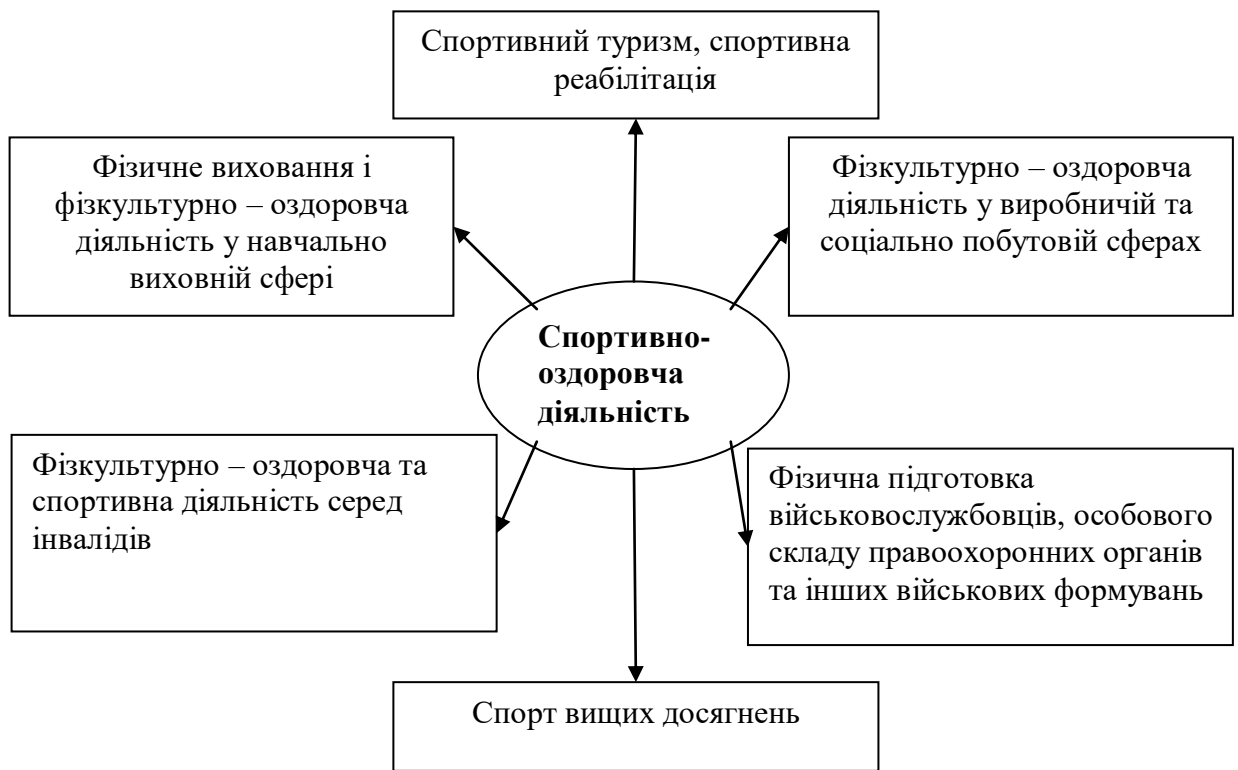 Спортивний туризм, спортивна
реабілітація
Фізичне виховання і
фізкультурно – оздоровча
діяльність у навчально
виховній сфері
Фізкультурно – оздоровча
діяльність у виробничій та
соціально побутовій сферах
Спортивно-
оздоровча
діяльність
Фізкультурно – оздоровча та
спортивна діяльність серед
інвалідів
Фізична підготовка
військовослужбовців, особового
складу правоохоронних органів
та інших військових формувань
Спорт вищих досягнень